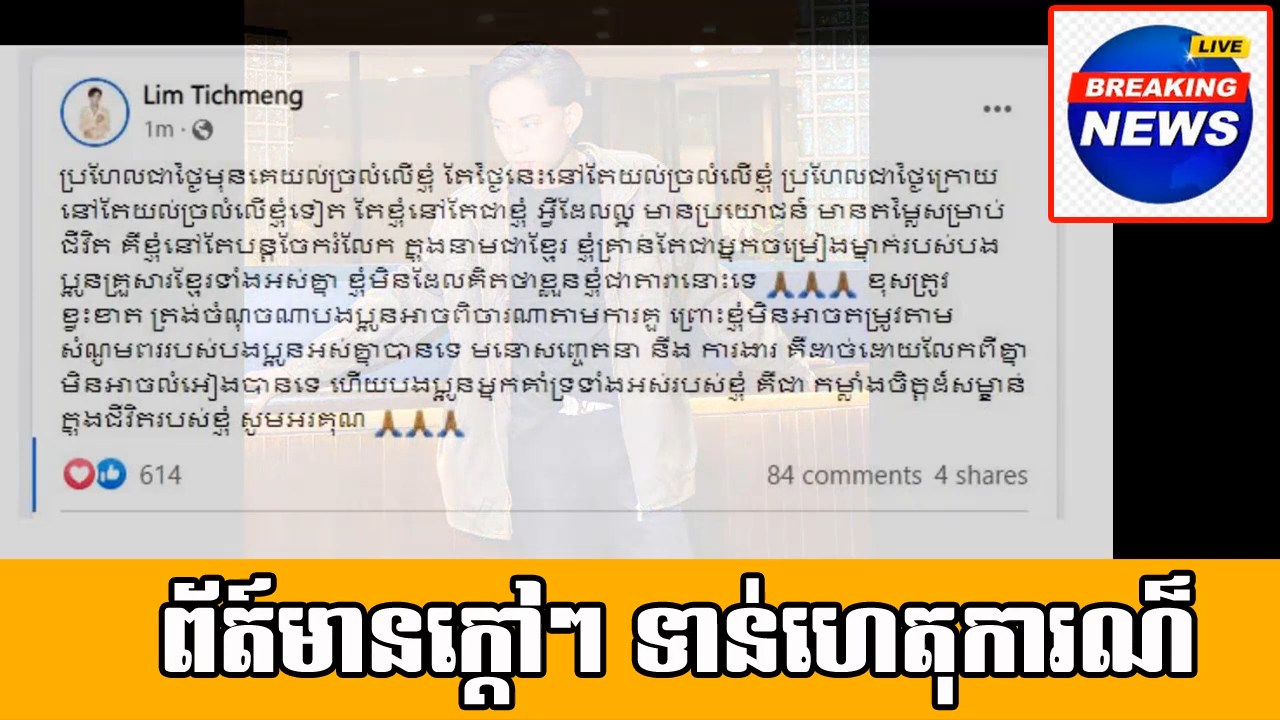 LIVE
BREAKING
NEWS
Lim Tichmeng
1m ·
ប្រហែលជាថ្ងៃមុនគេយល់ច្រលំលើខ្ញុំ តែថ្ងៃនេះនៅតែយល់ច្រលំលើខ្ញុំ ប្រហែលជាថ្ងៃក្រោយ
នៅតែយល់ច្រលំលើខ្ញុំទៀត តែខ្ញុំនៅតែជាខ្ញុំ អ្វីដែលល្អ មានប្រយោជន៍ មានតម្លៃសម្រាប់
ជីវិត គឺខ្ញុំនៅតែបន្តចែករំលែក ក្នុងនាមជាខ្មែរ ខ្ញុំគ្រាន់តែជាអ្នកចម្រៀងម្នាក់របស់បង
ប្អូនគ្រួសារខ្មែរទាំងអស់គ្នា ខ្ញុំមិនដែលគិតថាខ្លួនខ្ញុំជាតារានោះទេ 🙏🙏🙏 ខុសត្រូវ
ខ្វះខាត ត្រង់ចំណុចណាបងប្អូនអាចពិចារណាតាមការគួ ព្រោះខ្ញុំមិនអាចតម្រូវតាម
សំណូមពររបស់បងប្អូនអស់គ្នាបានទេ មនោសញ្ចេតនា នឹង ការងារ គឺដាច់ដោយលែកពីគ្នា
មិនអាចលំអៀងបានទេ ហើយបងប្អូនអ្នកគាំទ្រទាំងអស់របស់ខ្ញុំ គឺជា កម្លាំងចិត្តដ៏សម្ខាន់
ក្នុងជីវិតរបស់ខ្ញុំ សូមអរគុណ 🙏🙏🙏
614
84 comments 4 shares
ព័ត៍មានក្តៅៗ ទាន់ហេតុការណ៏